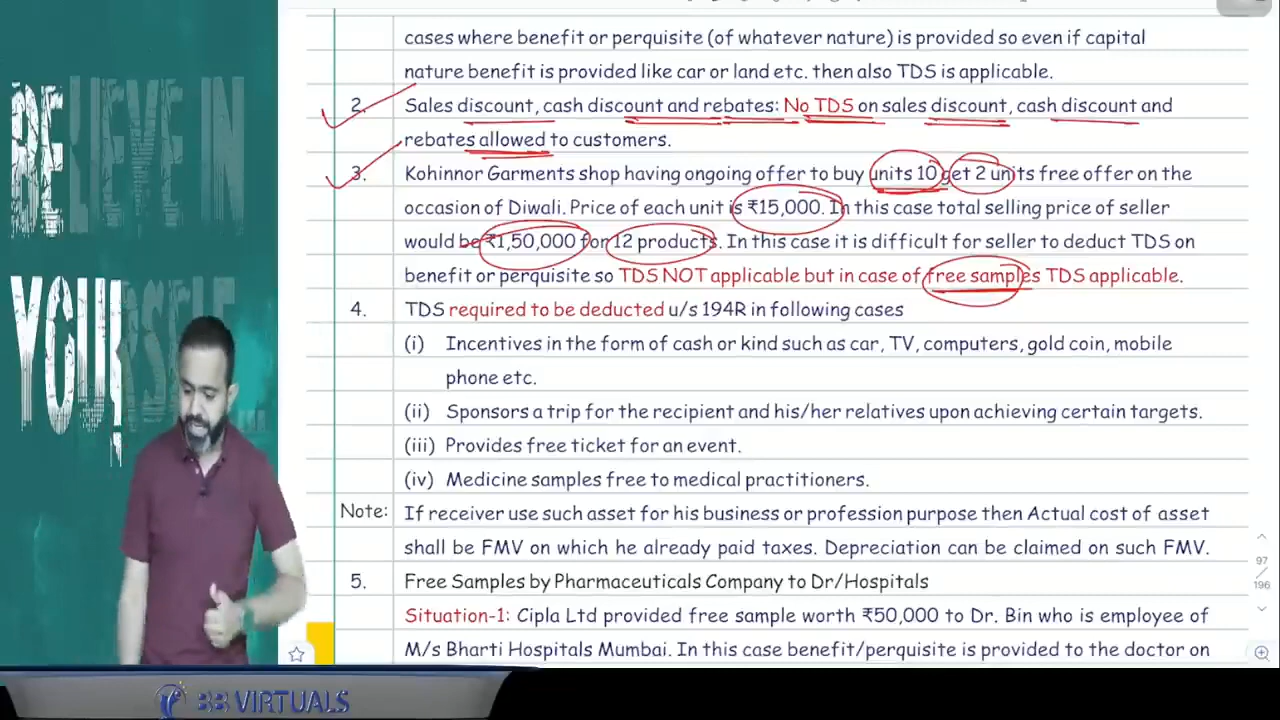 BELIEVE IN
YOURSELF...
cases where benefit or perquisite (of whatever nature) is provided so even if capital
nature benefit is provided like car or land etc. then also TDS is applicable.
2. Sales discount, cash discount and rebates: No TDS on sales discount, cash discount and
rebates allowed to customers.
3. Kohinnor Garments shop having ongoing offer to buy units 10 get 2 units free offer on the
occasion of Diwali. Price of each unit is ₹15,000. In this case total selling price of seller
would be ₹1,50,000 for 12 products. In this case it is difficult for seller to deduct TDS on
benefit or perquisite so TDS NOT applicable but in case of free samples TDS applicable.
4. TDS required to be deducted u/s 194R in following cases
(i) Incentives in the form of cash or kind such as car, TV, computers, gold coin, mobile
phone etc.
(ii) Sponsors a trip for the recipient and his/her relatives upon achieving certain targets.
(iii) Provides free ticket for an event.
(iv) Medicine samples free to medical practitioners.
Note: If receiver use such asset for his business or profession purpose then Actual cost of asset
shall be FMV on which he already paid taxes. Depreciation can be claimed on such FMV.
5. Free Samples by Pharmaceuticals Company to Dr/Hospitals
Situation-1: Cipla Ltd provided free sample worth ₹50,000 to Dr. Bin who is employee of
M/s Bharti Hospitals Mumbai. In this case benefit/perquisite is provided to the doctor on
97
/
196
BB VIRTUALS